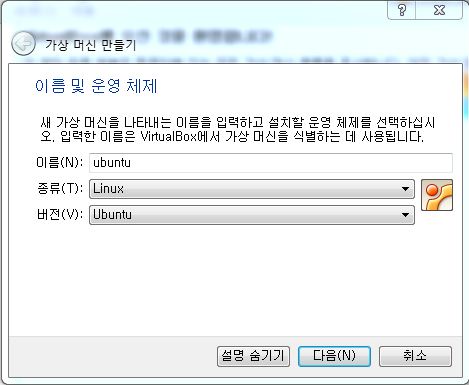 가상 머신 만들기
이름 및 운영 체제
새 가상 머신을 나타내는 이름을 입력하고 설치할 운영 체제를 선택하십시
오. 입력한 이름은 VirtualBox에서 가상 머신을 식별하는 데 사용됩니다.
이름(N): ubuntu
종류(T): Linux
버전(V): Ubuntu
설명 숨기기 다음(N) 취소